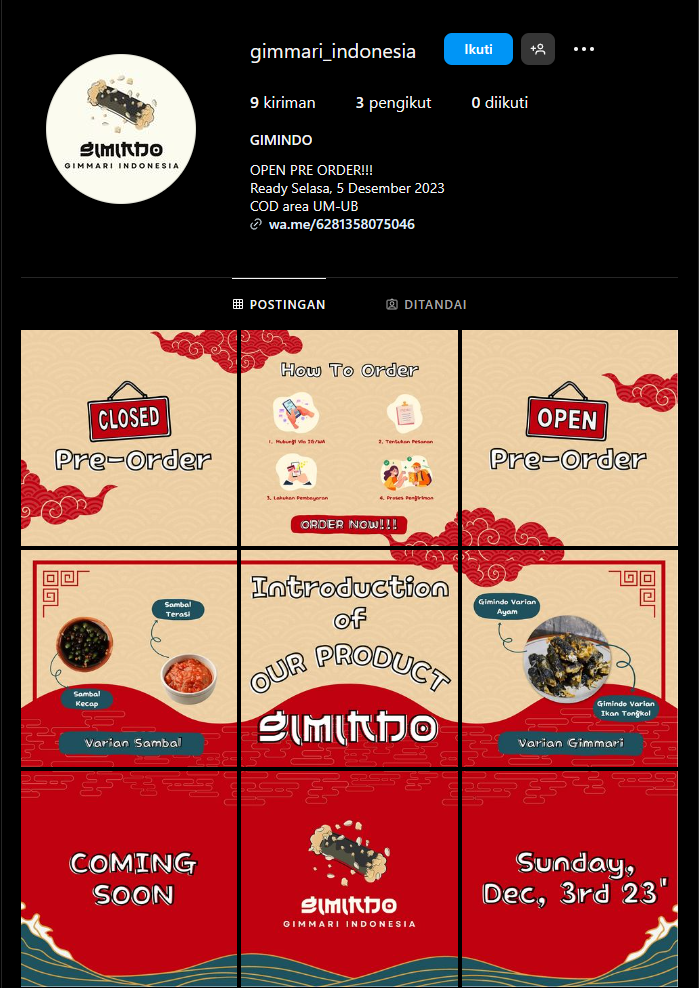 gimmari_indonesia
Ikuti
9 kiriman 3 pengikut 0 diikuti
GIMINDO
OPEN PRE ORDER!!!
Ready Selasa, 5 Desember 2023
COD area UM-UB
wa.me/6281358075046
GIMINDO
GIMMARI INDONESIA
POSTINGAN
DITANDAI
CLOSED
Pre-Order
How To Order
1. Hubungi Via IG/WA
2. Tentukan Pesanan
3. Lakukan Pembayaran
4. Proses Pengiriman
ORDER NOW!!!
OPEN
Pre-Order
Sambal
Terasi
Sambal
Kecap
Varian Sambal
Introduction
of
OUR PRODUCT
GIMINDO
Gimindo Varian
Ayam
Gimindo Varian
Ikan Tongkol
Varian Gimmari
COMING
SOON
GIMINDO
GIMMARI INDONESIA
Sunday,
Dec, 3rd 23'